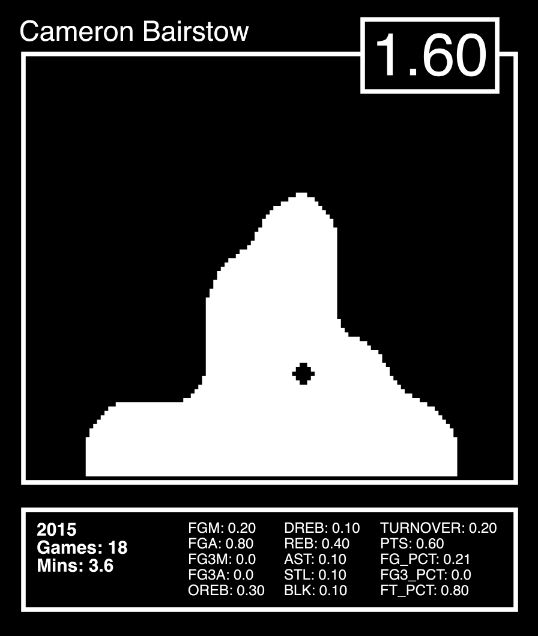 Cameron Bairstow
1.60
2015
Games: 18
Mins: 3.6
FGM: 0.20
FGA: 0.80
FG3M: 0.0
FG3A: 0.0
OREB: 0.30
DREB: 0.10
REB: 0.40
AST: 0.10
STL: 0.10
BLK: 0.10
TURNOVER: 0.20
PTS: 0.60
FG_PCT: 0.21
FG3_PCT: 0.0
FT_PCT: 0.80